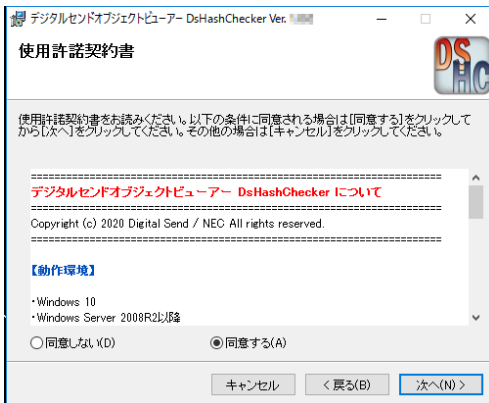 デジタルセンドオブジェクトビューアー DsHashChecker Ver.
使用許諾契約書
DS
HC
使用許諾契約書をお読みください。以下の条件に同意される場合は[同意する]をクリックして
から[次へ]をクリックしてください。その他の場合は[キャンセル]をクリックしてください。
==================================================================
デジタルセンドオブジェクトビューアー DsHashChecker について
==================================================================
Copyright (c) 2020 Digital Send / NEC All rights reserved.
==================================================================
【動作環境】
・Windows 10
・Windows Server 2008R2以降
同意しない(D)
同意する(A)
キャンセル
< 戻る(B)
次へ(N) >